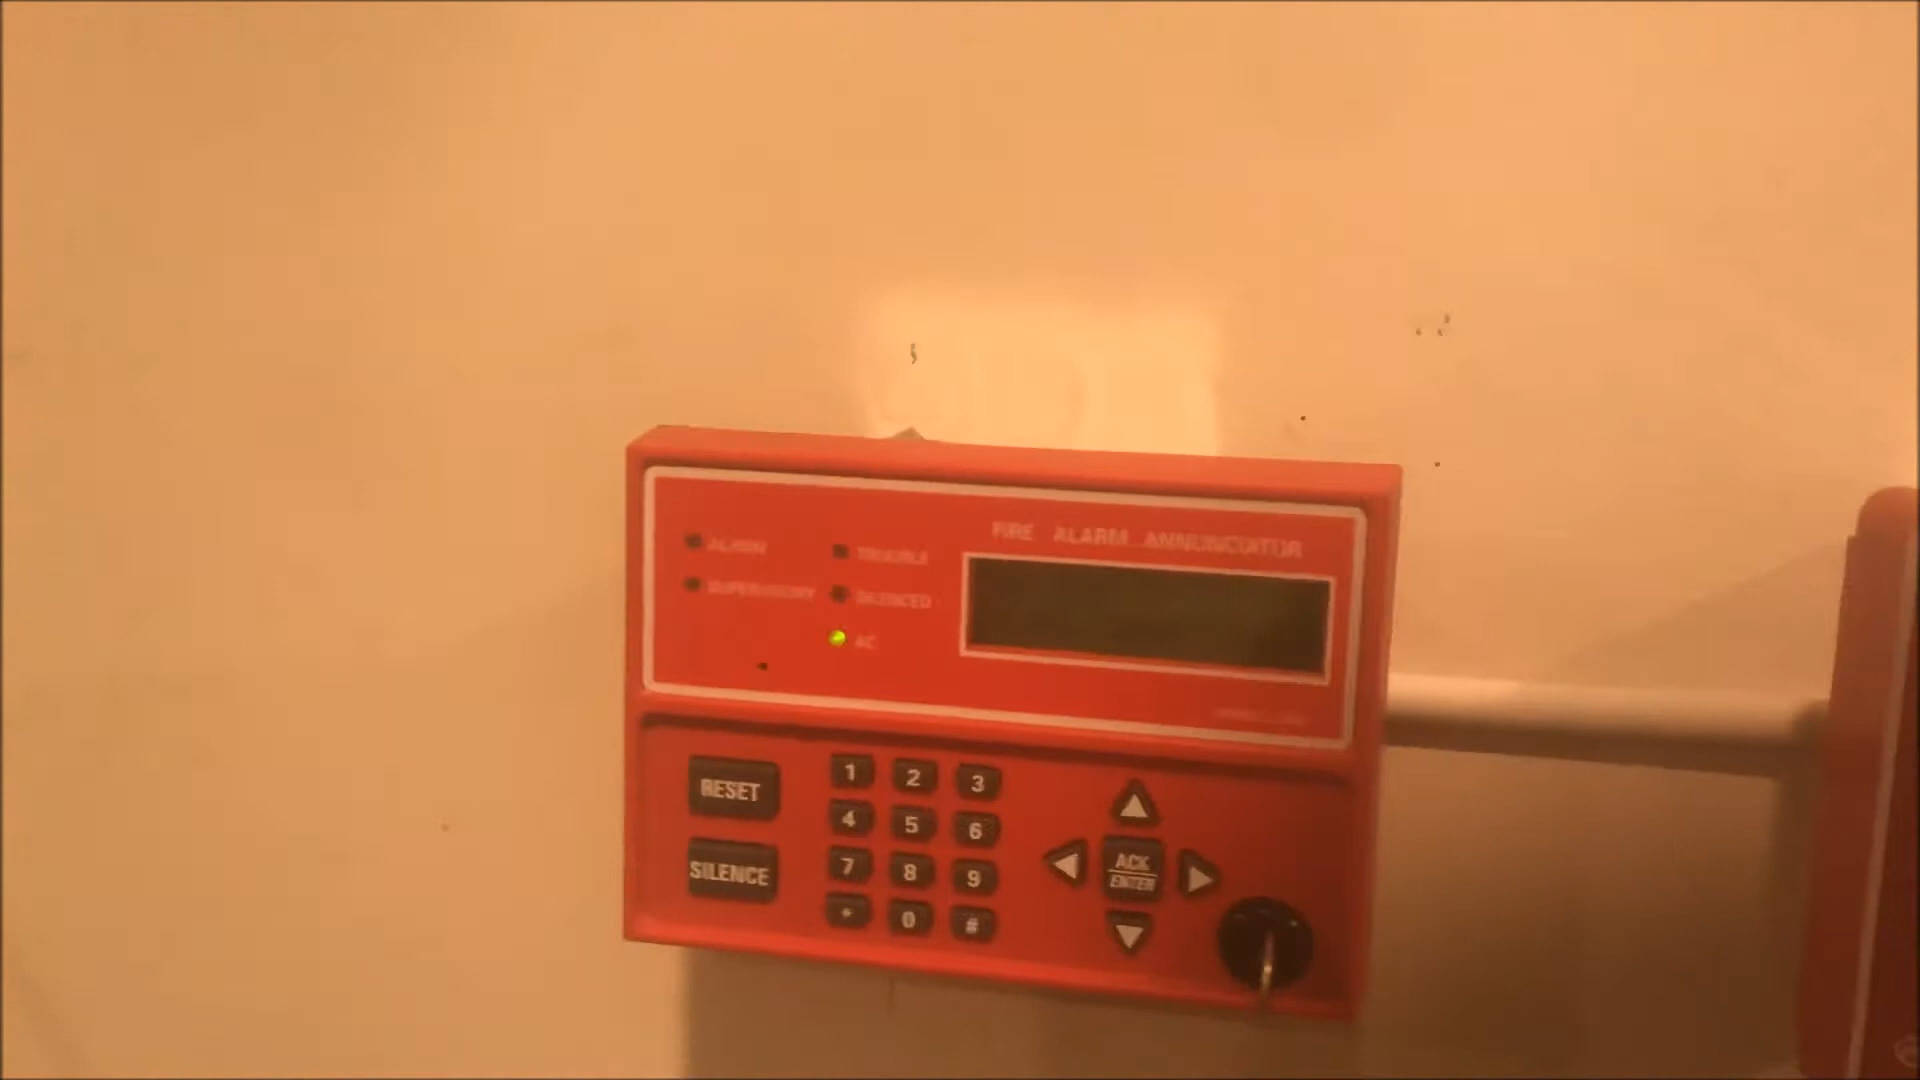 FIRE ALARM ANNUNCIATOR
ALARM
TROUBLE
SUPERVISORY
SILENCED
AC
RESET
1 2 3
4 5 6
SILENCE
7 8 9
* 0 #
ACK
ENTER